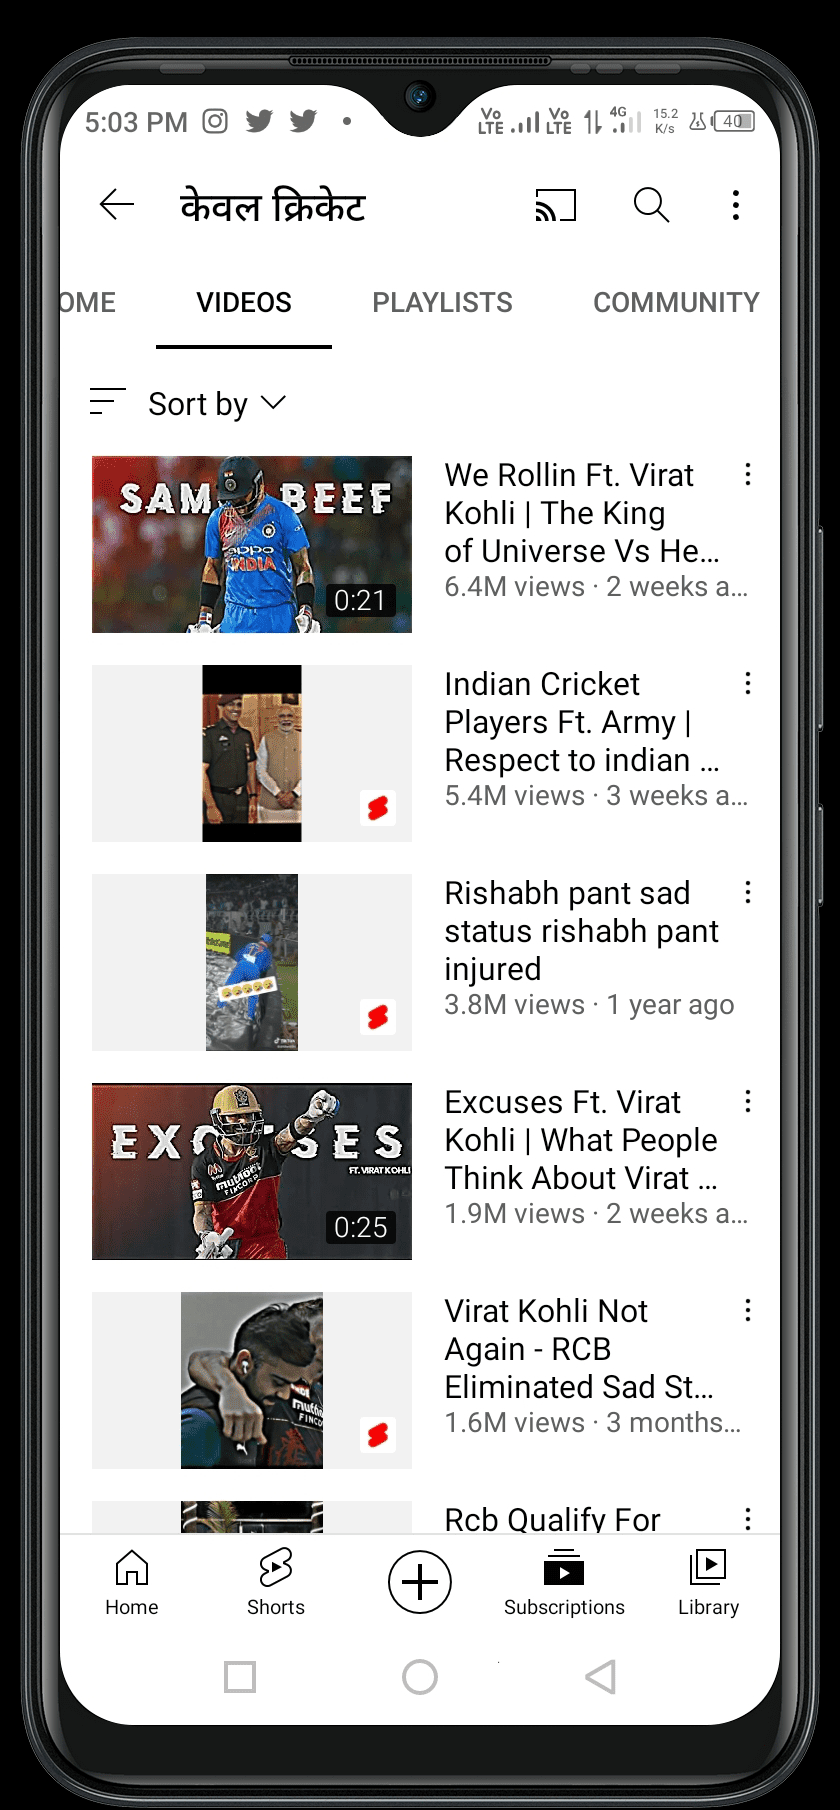 5:03 PM
Vo LTE Vo LTE 4G 15.2 K/s 40
केवल क्रिकेट
OME VIDEOS PLAYLISTS COMMUNITY
Sort by
SAM BEEF
oppo
INDIA
0:21
We Rollin Ft. Virat
Kohli | The King
of Universe Vs He...
6.4M views · 2 weeks a...
Indian Cricket
Players Ft. Army |
Respect to indian ...
5.4M views · 3 weeks a...
Rishabh pant sad
status rishabh pant
injured
3.8M views · 1 year ago
EXCUSES
FT. VIRAT KOHLI
muthoot
FINCORP
0:25
Excuses Ft. Virat
Kohli | What People
Think About Virat ...
1.9M views · 2 weeks a...
Virat Kohli Not
Again - RCB
Eliminated Sad St...
1.6M views · 3 months...
Rcb Qualify For
Home Shorts Subscriptions Library